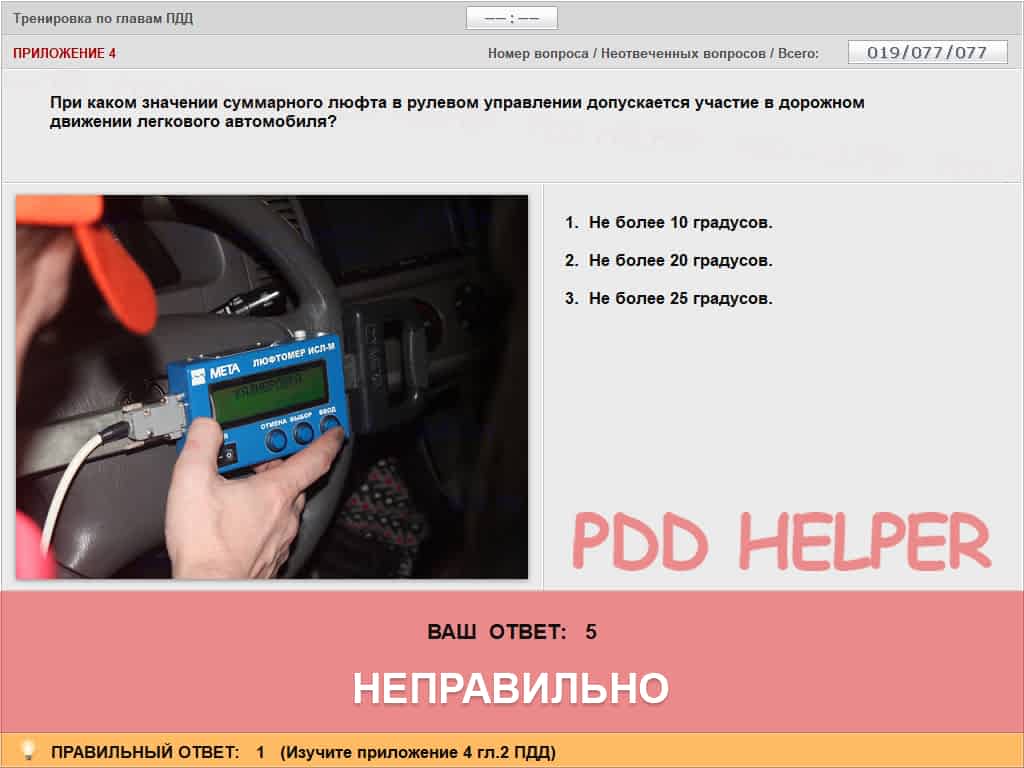 Тренировка по главам ПДД
–– : ––
ПРИЛОЖЕНИЕ 4
Номер вопроса / Неотвеченных вопросов / Всего:
019/077/077
При каком значении суммарного люфта в рулевом управлении допускается участие в дорожном
движении легкового автомобиля?
МЕТА
ЛЮФТОМЕР ИСЛ-М
ОТМЕНА ВЫБОР ВВОД
1. Не более 10 градусов.
2. Не более 20 градусов.
3. Не более 25 градусов.
PDD HELPER
ВАШ ОТВЕТ: 5
НЕПРАВИЛЬНО
ПРАВИЛЬНЫЙ ОТВЕТ: 1 (Изучите приложение 4 гл.2 ПДД)